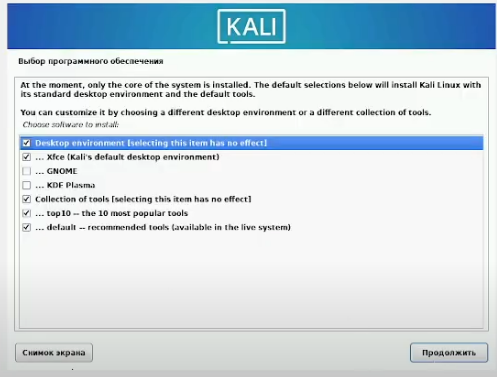 KALI
Выбор программного обеспечения
At the moment, only the core of the system is installed. The default selections below will install Kali Linux with
its standard desktop environment and the default tools.
You can customize it by choosing a different desktop environment or a different collection of tools.
Choose software to install:
Desktop environment [selecting this item has no effect]
... Xfce (Kali's default desktop environment)
... GNOME
... KDE Plasma
Collection of tools [selecting this item has no effect]
... top10 -- the 10 most popular tools
... default -- recommended tools (available in the live system)
Снимок экрана
Продолжить